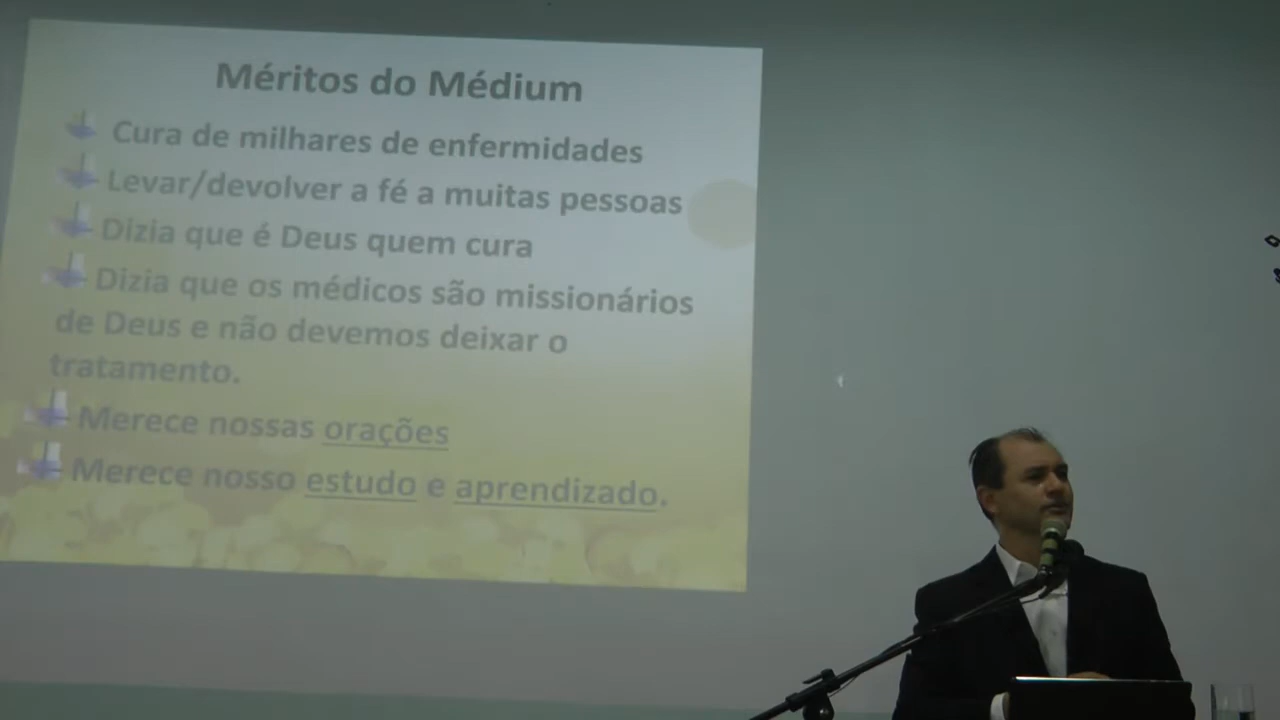 Méritos do Médium
Cura de milhares de enfermidades
Levar/devolver a fé a muitas pessoas
Dizia que é Deus quem cura
Dizia que os médicos são missionários
de Deus e não devemos deixar o
tratamento.
Merece nossas orações
Merece nosso estudo e aprendizado.